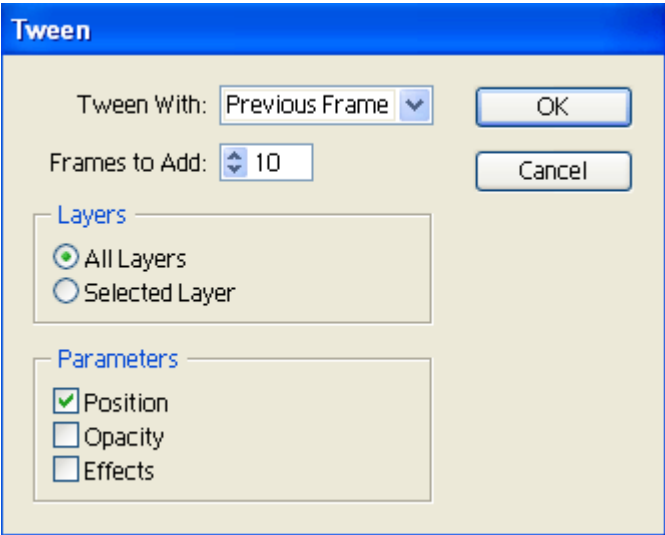 Tween
Tween With: Previous Frame
OK
Frames to Add: 10
Cancel
Layers
All Layers
Selected Layer
Parameters
Position
Opacity
Effects